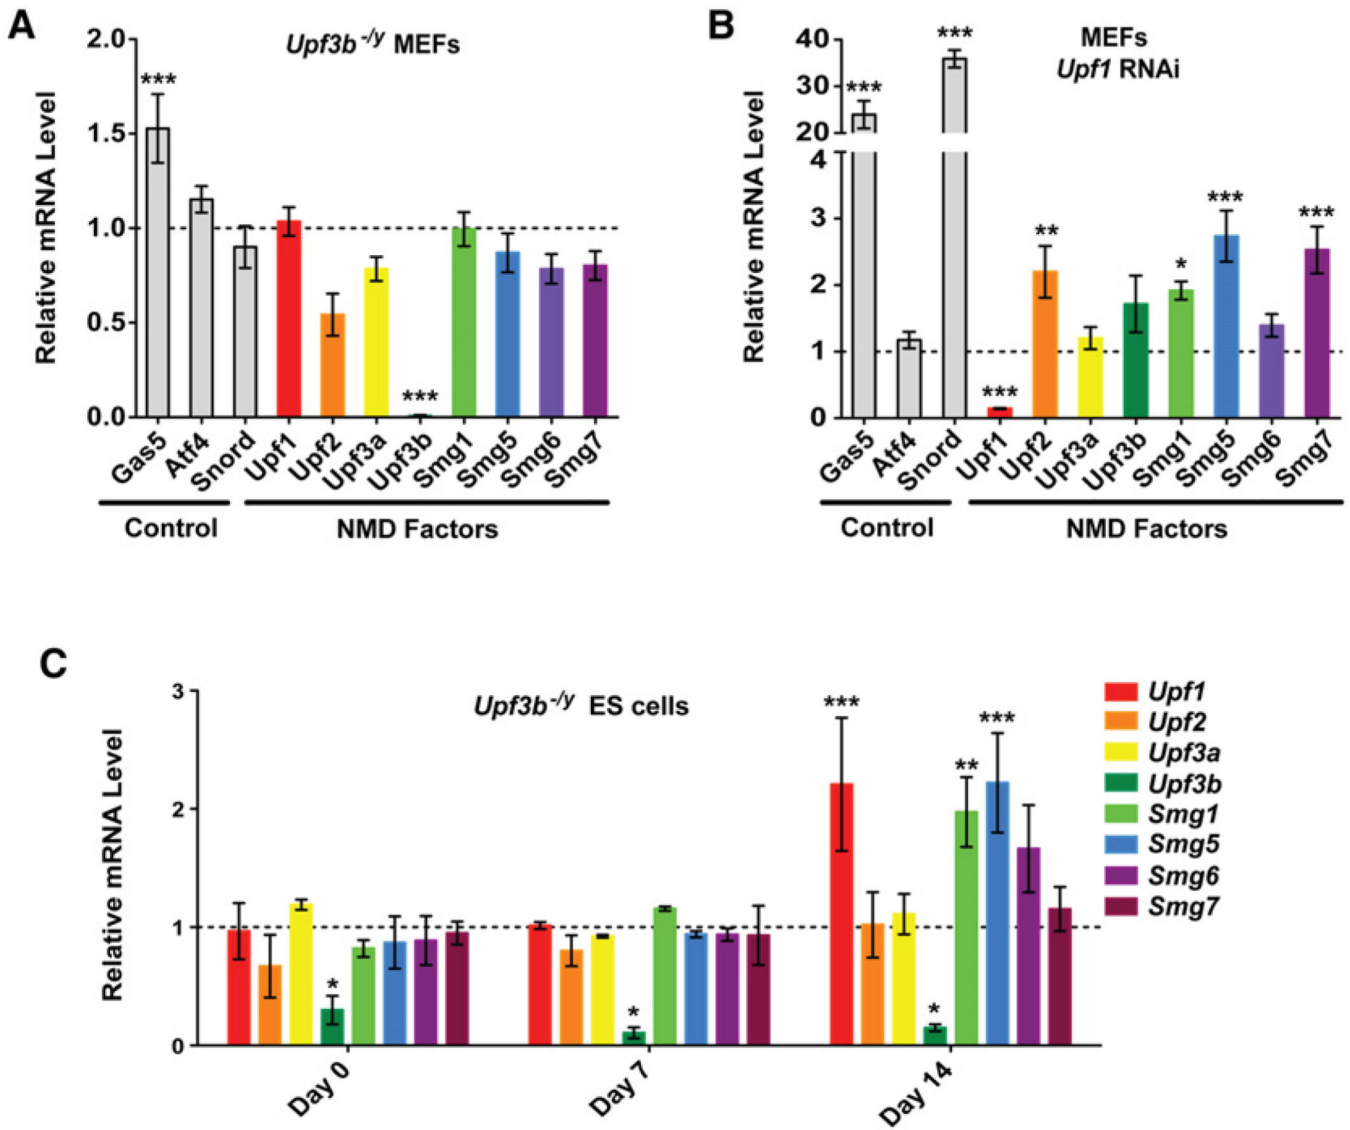 A
Upf3b-/y MEFs
Relative mRNA Level
2.0
1.5
1.0
0.5
0.0
***
***
Gas5 Atf4 Snord Upf1 Upf2 Upf3a Upf3b Smg1 Smg5 Smg6 Smg7
Control NMD Factors
B
MEFs
Upf1 RNAi
Relative mRNA Level
40
30
20
4
3
2
1
0
***
***
***
**
*
***
***
Gas5 Atf4 Snord Upf1 Upf2 Upf3a Upf3b Smg1 Smg5 Smg6 Smg7
Control NMD Factors
C
Upf3b-/y ES cells
Relative mRNA Level
3
2
1
0
*
*
***
*
**
***
Day 0 Day 7 Day 14
Upf1
Upf2
Upf3a
Upf3b
Smg1
Smg5
Smg6
Smg7